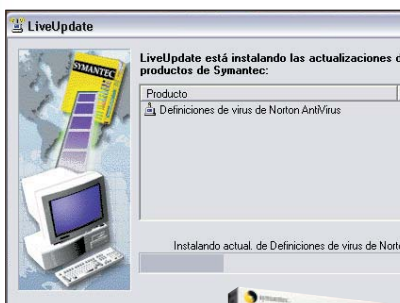 LiveUpdate
SYMANTEC
LiveUpdate está instalando las actualizaciones d
productos de Symantec:
Producto
Definiciones de virus de Norton AntiVirus
Instalando actual. de Definiciones de virus de Nort